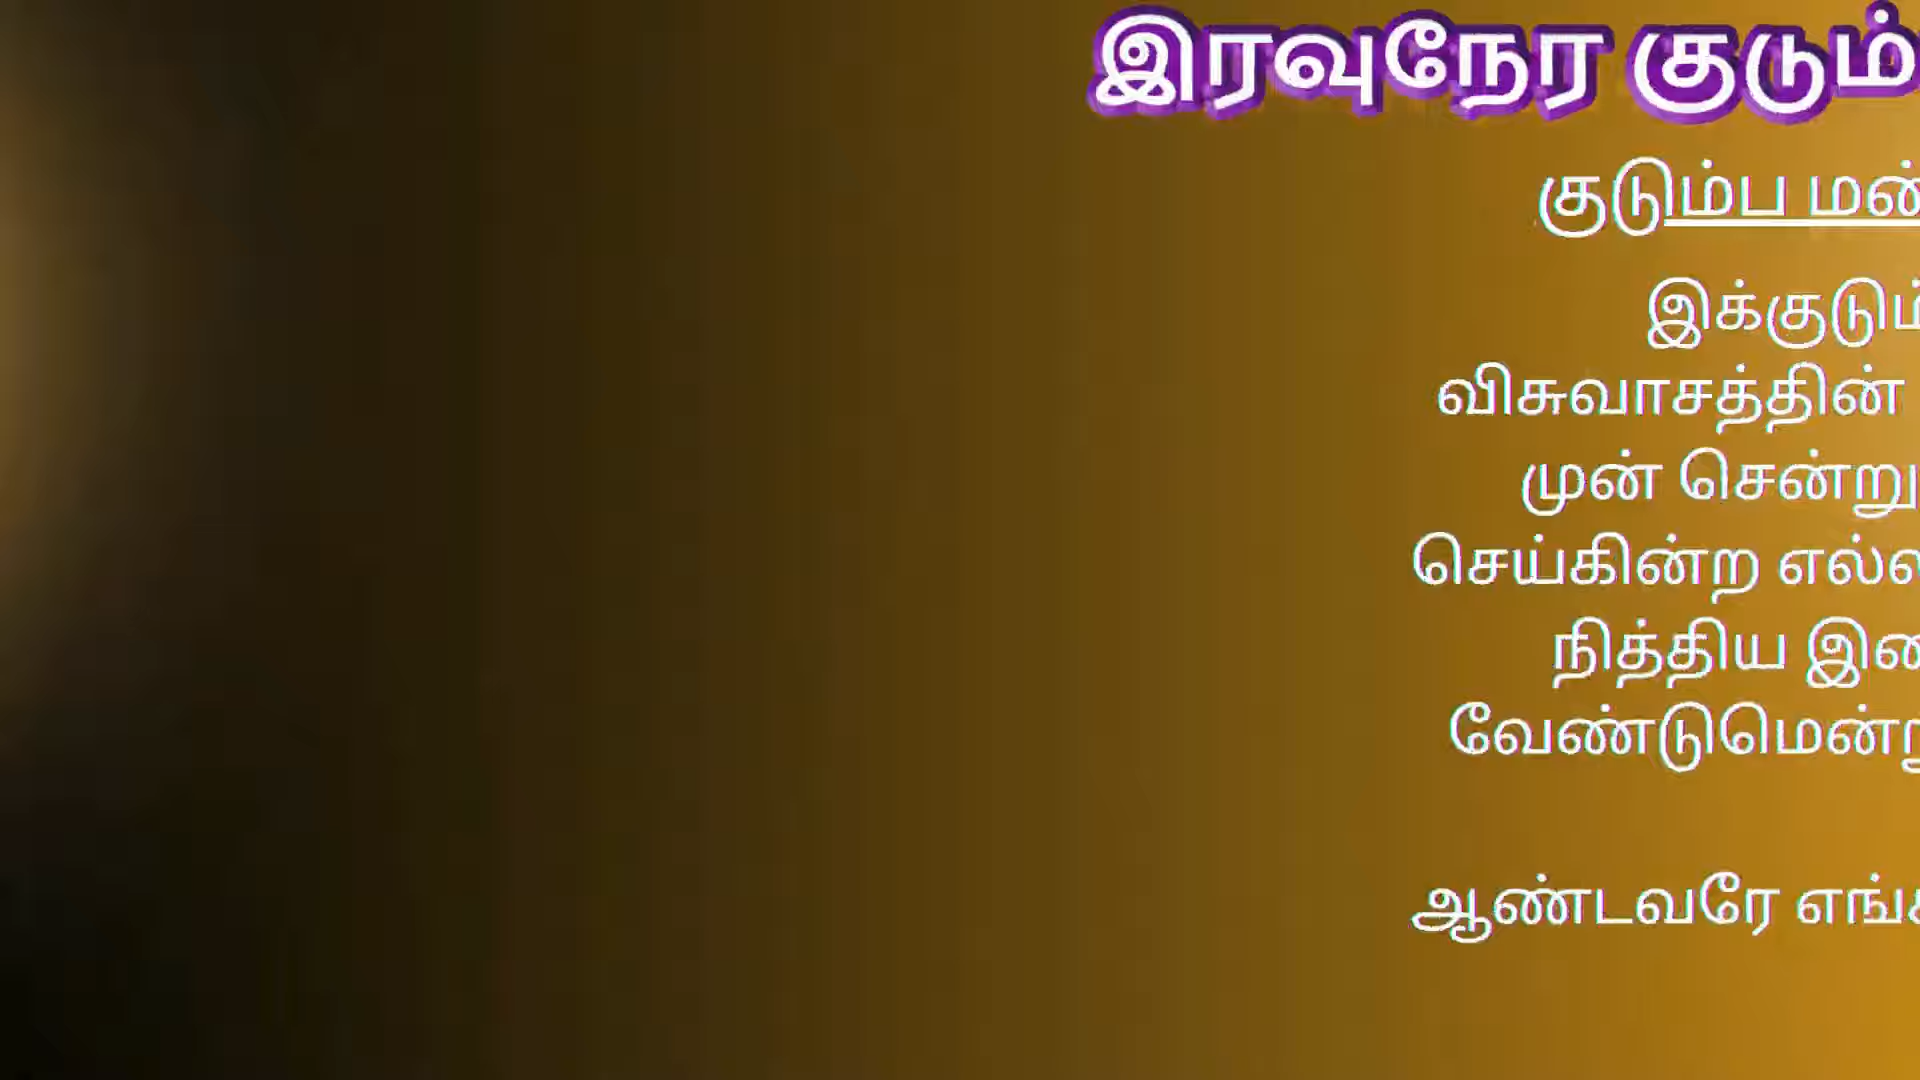 இரவுநேர குடும்
குடும்ப மன்
இக்குடும்
விசுவாசத்தின்
முன் சென்று
செய்கின்ற எல்ல
நித்திய இ
வேண்டுமென்று
ஆண்டவரே எங்க